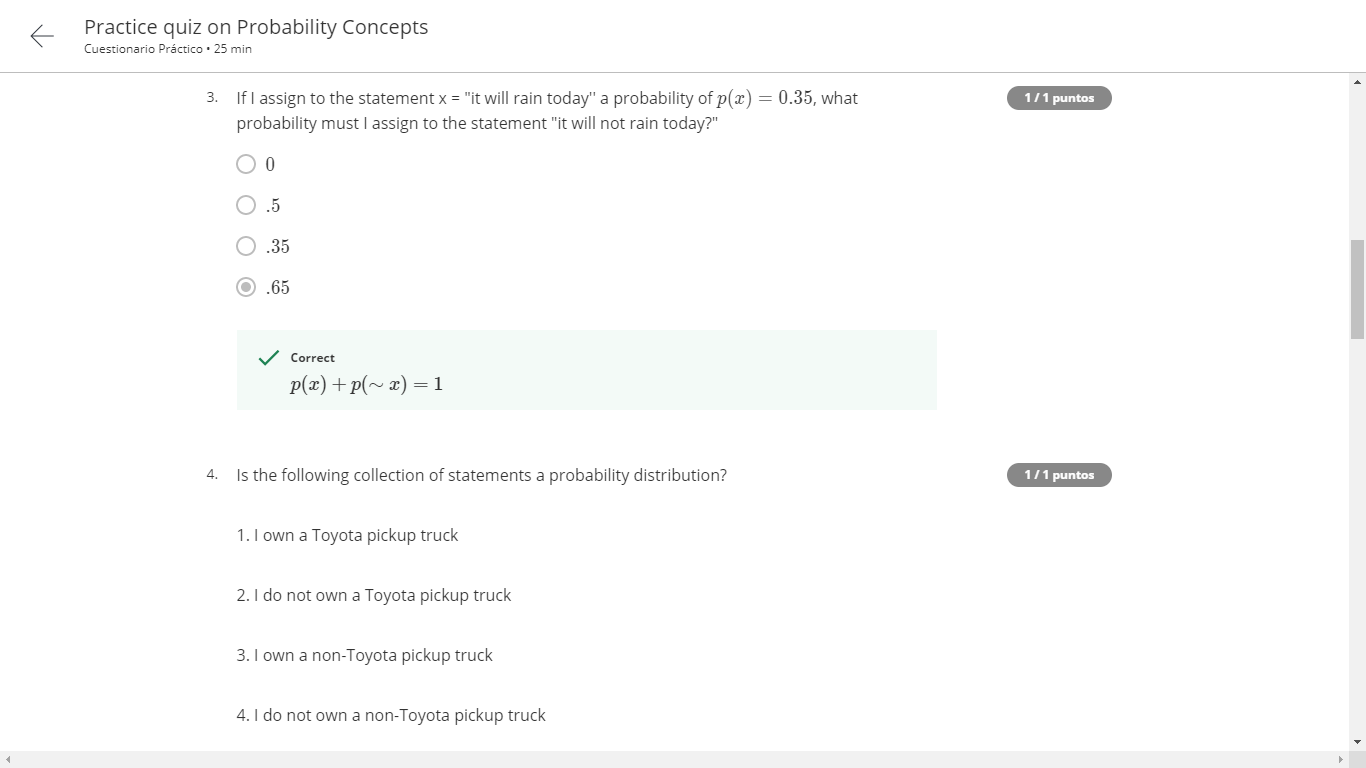 Practice quiz on Probability Concepts
Cuestionario Práctico • 25 min
3. If I assign to the statement x = "it will rain today'' a probability of p(x) = 0.35, what
probability must I assign to the statement "it will not rain today?"
1 / 1 puntos
0
.5
.35
.65
Correct
p(x) + p(∼ x) = 1
4. Is the following collection of statements a probability distribution?
1 / 1 puntos
1. I own a Toyota pickup truck
2. I do not own a Toyota pickup truck
3. I own a non-Toyota pickup truck
4. I do not own a non-Toyota pickup truck